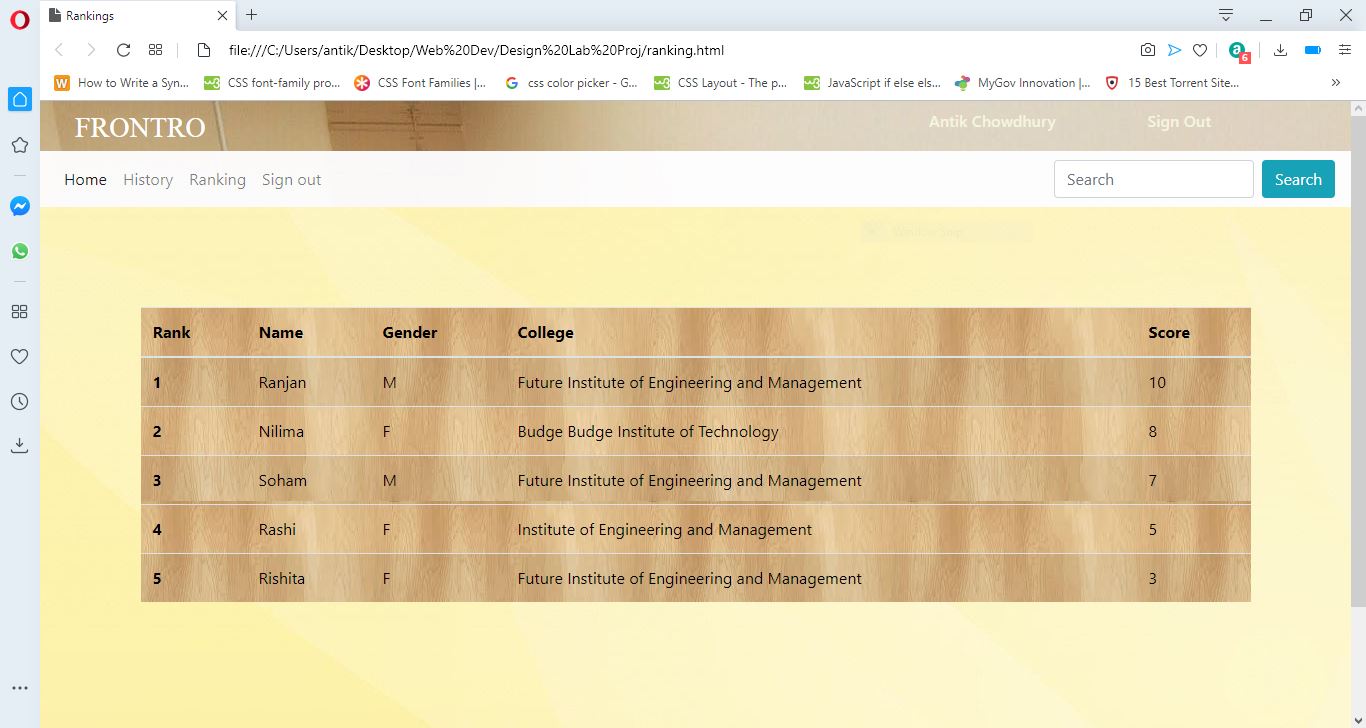 Rankings
file:///C:/Users/antik/Desktop/Web%20Dev/Design%20Lab%20Proj/ranking.html
6
W How to Write a Syn... CSS font-family pro... CSS Font Families |... css color picker - G... CSS Layout - The p... JavaScript if else els... MyGov Innovation |... 15 Best Torrent Site... »
FRONTRO Antik Chowdhury Sign Out
Home History Ranking Sign out Search Search
Window Snip
Rank Name Gender College Score
1 Ranjan M Future Institute of Engineering and Management 10
2 Nilima F Budge Budge Institute of Technology 8
3 Soham M Future Institute of Engineering and Management 7
4 Rashi F Institute of Engineering and Management 5
5 Rishita F Future Institute of Engineering and Management 3